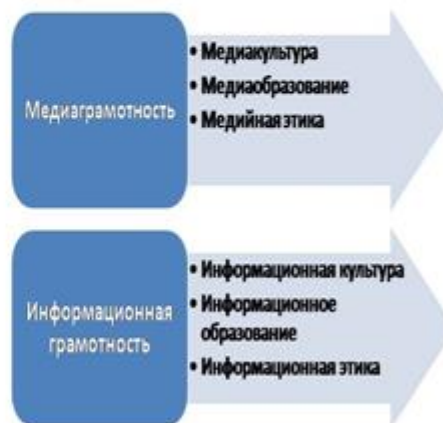 Медиаграмотность
• Медиакультура
• Медиаобразование
• Медийная этика
Информационная
грамотность
• Информационная культура
• Информационное
образование
• Информационная этика